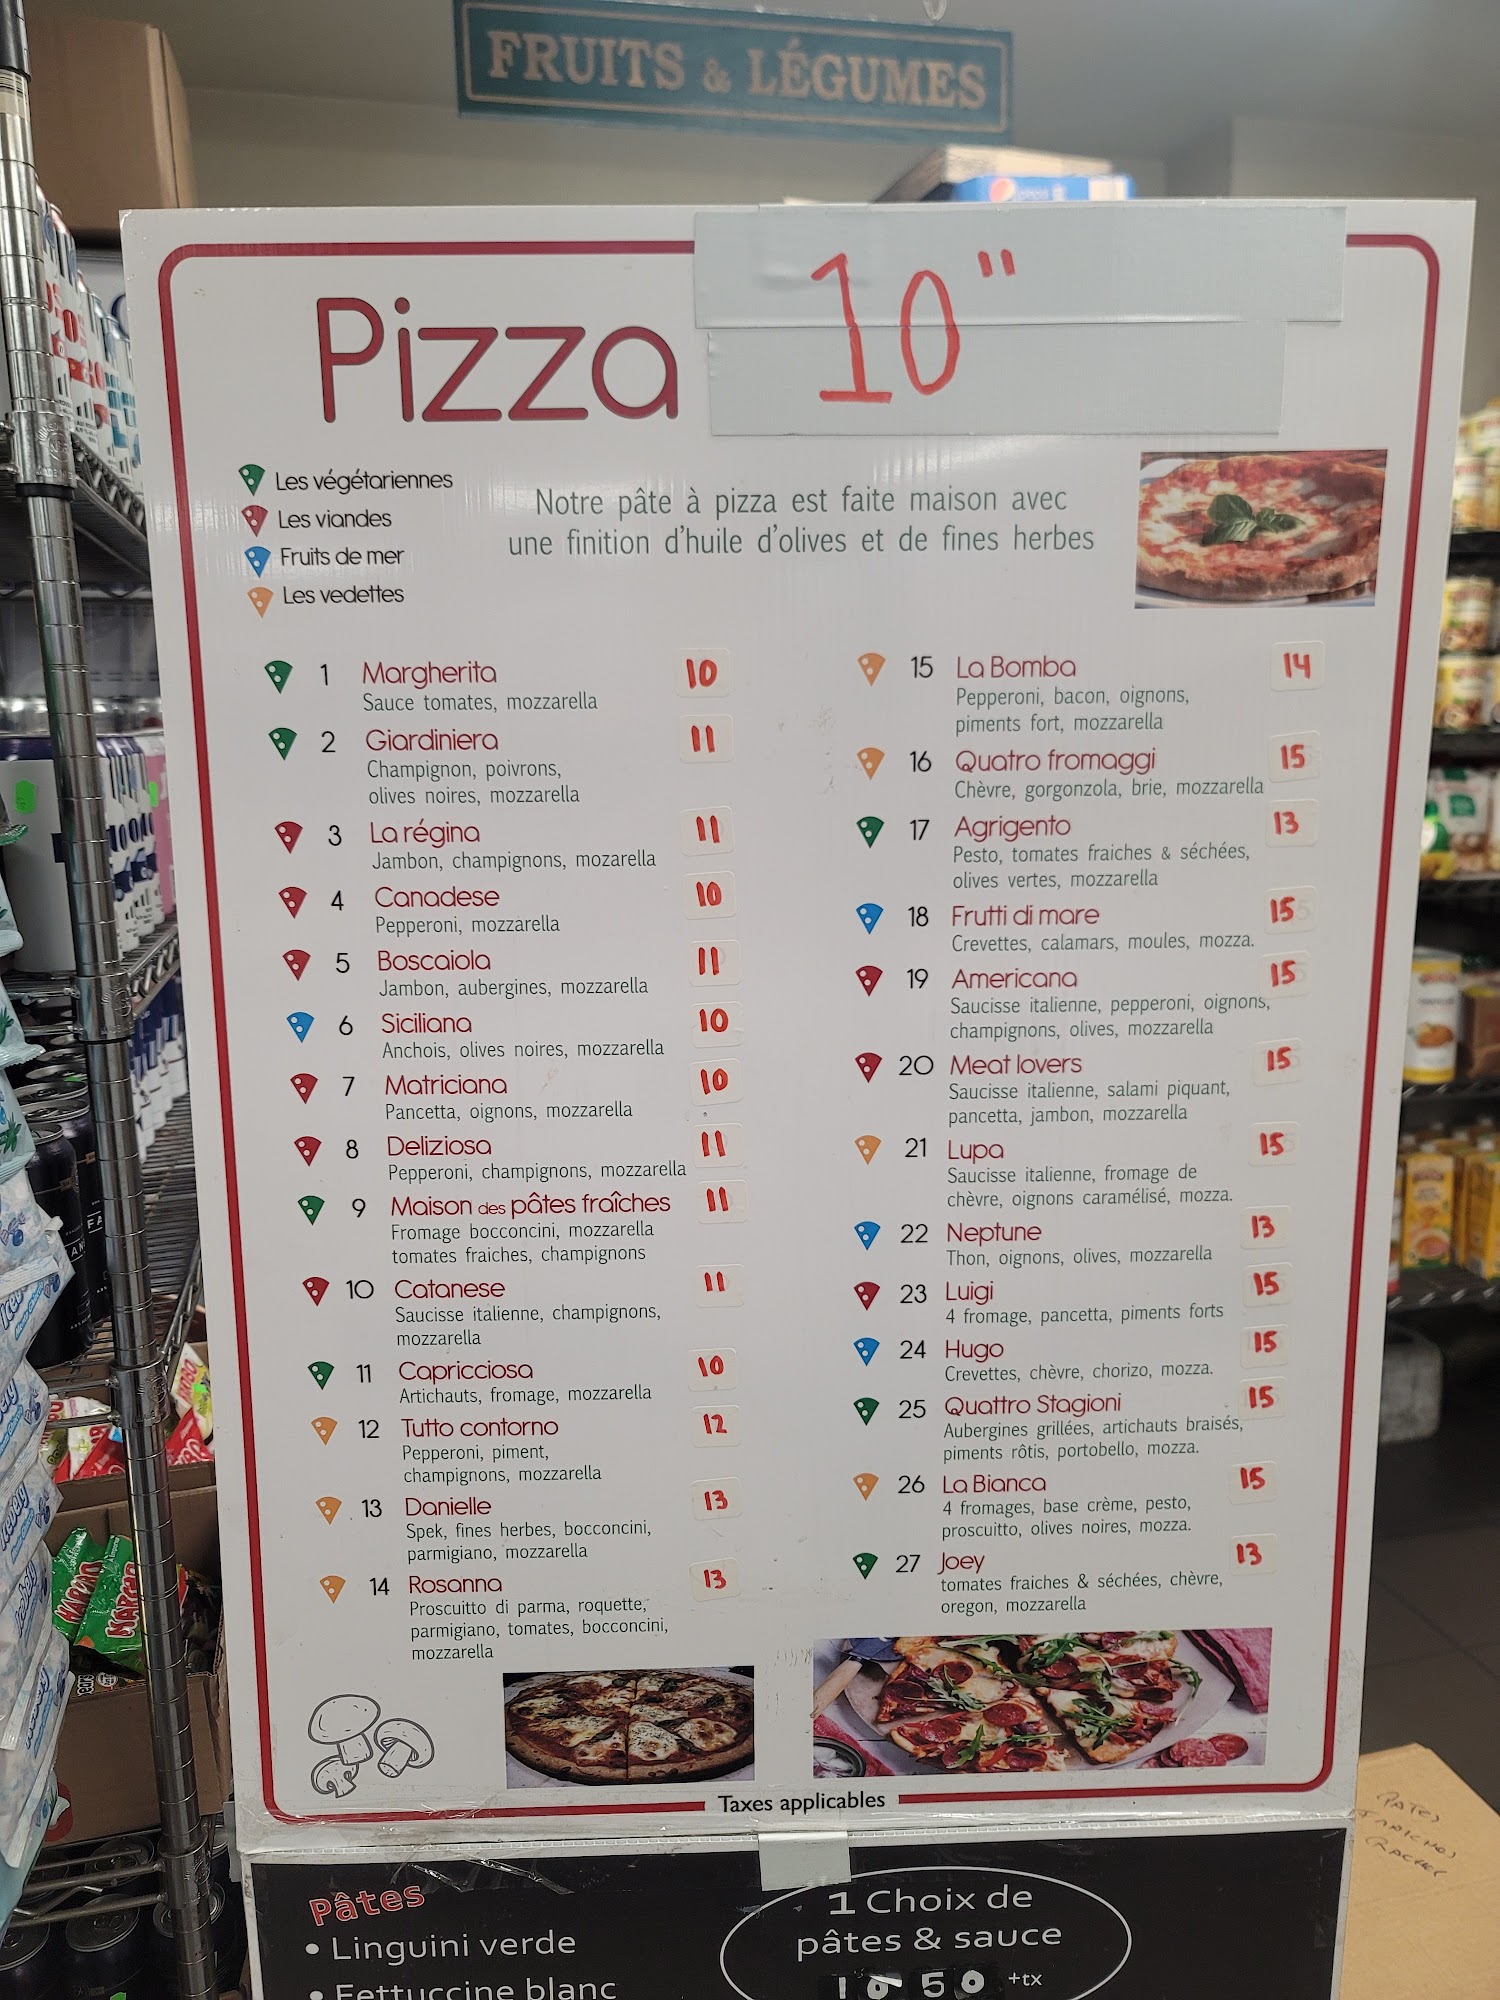 FRUITS & LÉGUMES
Pizza 10"
Les végétariennes
Les viandes
Fruits de mer
Les vedettes
Notre pâte à pizza est faite maison avec
une finition d'huile d'olives et de fines herbes
1 Margherita 10
Sauce tomates, mozzarella
2 Giardiniera 11
Champignon, poivrons,
olives noires, mozzarella
3 La régina 11
Jambon, champignons, mozarella
4 Canadese 10
Pepperoni, mozzarella
5 Boscaiola 11
Jambon, aubergines, mozzarella
6 Siciliana 10
Anchois, olives noires, mozzarella
7 Matriciana 10
Pancetta, oignons, mozzarella
8 Deliziosa 11
Pepperoni, champignons, mozzarella
9 Maison des pâtes fraîches 11
Fromage bocconcini, mozzarella
tomates fraiches, champignons
10 Catanese 11
Saucisse italienne, champignons,
mozzarella
11 Capricciosa 10
Artichauts, fromage, mozzarella
12 Tutto contorno 12
Pepperoni, piment,
champignons, mozzarella
13 Danielle 13
Spek, fines herbes, bocconcini,
parmigiano, mozzarella
14 Rosanna 13
Proscuitto di parma, roquette,
parmigiano, tomates, bocconcini,
mozzarella
15 La Bomba 14
Pepperoni, bacon, oignons,
piments fort, mozzarella
16 Quatro fromaggi 15
Chèvre, gorgonzola, brie, mozzarella
17 Agrigento 13
Pesto, tomates fraiches & séchées,
olives vertes, mozzarella
18 Frutti di mare 15
Crevettes, calamars, moules, mozza.
19 Americana 15
Saucisse italienne, pepperoni, oignons,
champignons, olives, mozzarella
20 Meat lovers 15
Saucisse italienne, salami piquant,
pancetta, jambon, mozzarella
21 Lupa 15
Saucisse italienne, fromage de
chèvre, oignons caramélisé, mozza.
22 Neptune 13
Thon, oignons, olives, mozzarella
23 Luigi 15
4 fromage, pancetta, piments forts
24 Hugo 15
Crevettes, chèvre, chorizo, mozza.
25 Quattro Stagioni 15
Aubergines grillées, artichauts braisés,
piments rôtis, portobello, mozza.
26 La Bianca 15
4 fromages, base crème, pesto,
proscuitto, olives noires, mozza.
27 Joey 13
tomates fraiches & séchées, chèvre,
oregon, mozzarella
Taxes applicables
Pâtes
• Linguini verde
• Fettuccine blanc
1 Choix de
pâtes & sauce
50 +tx
HARIBO